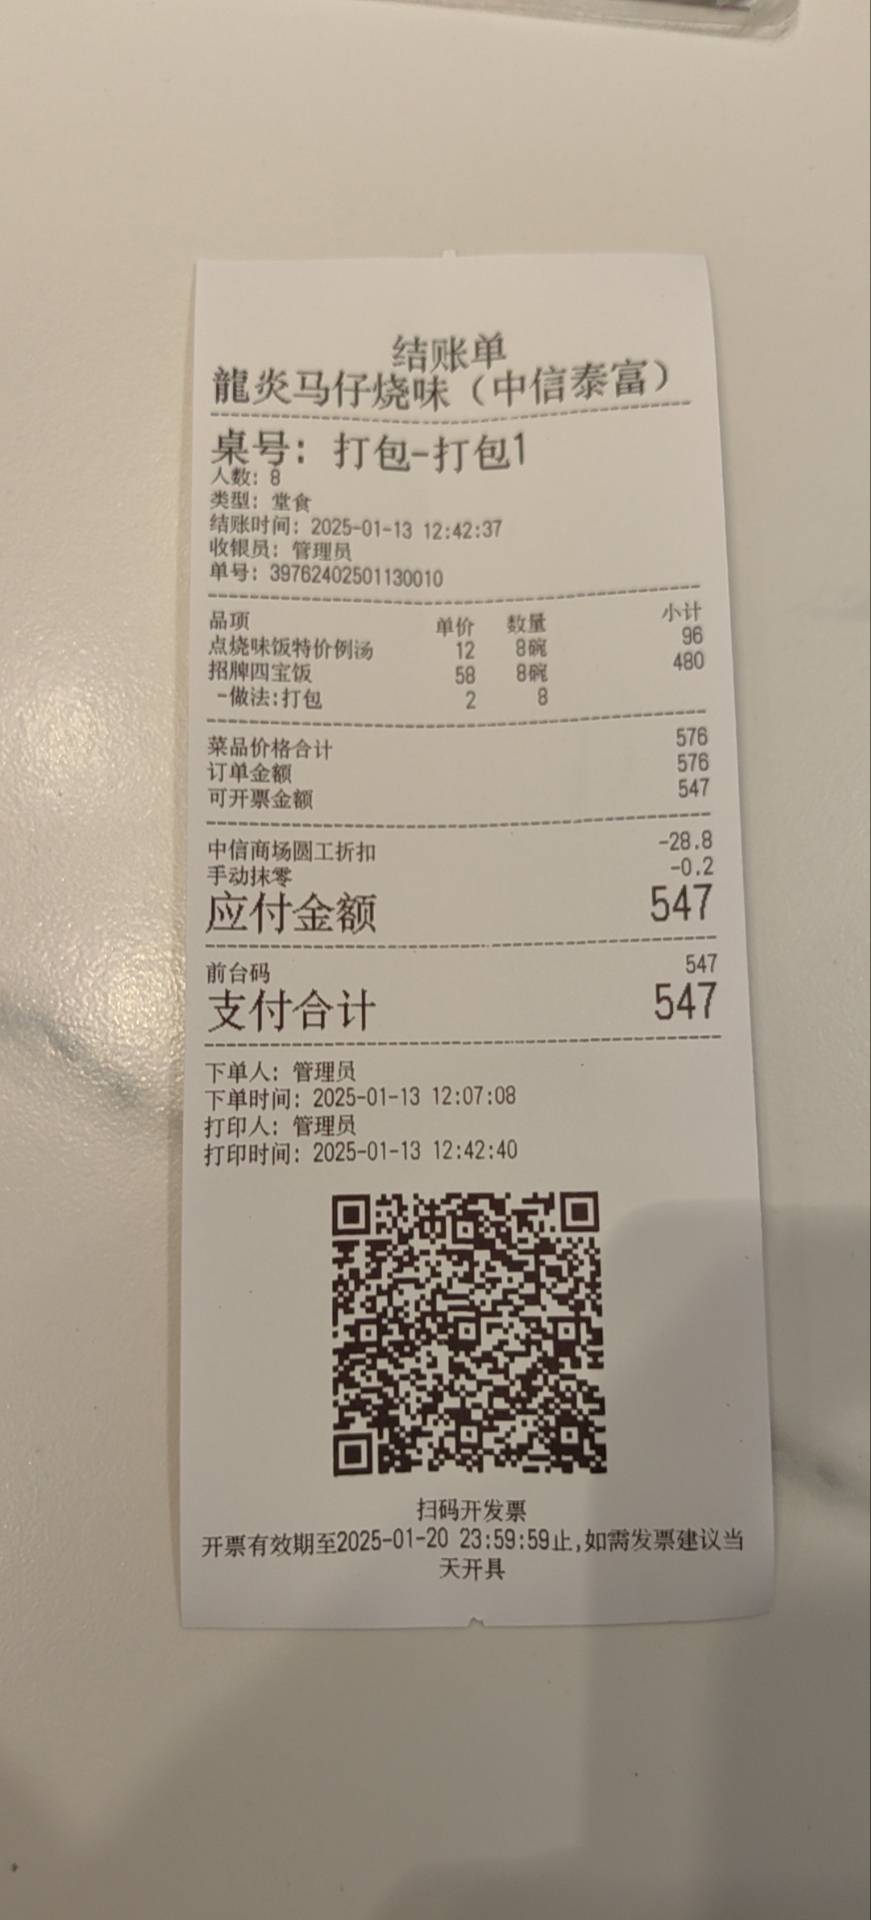 结账单
龍炎马仔烧味（中信泰富）
桌号: 打包-打包1
人数: 8
类型: 堂食
结账时间: 2025-01-13 12:42:37
收银员: 管理员
单号: 39762402501130010
品项 单价 数量 小计
点烧味饭特价例汤 12 8碗 96
招牌四宝饭 58 8碗 480
-做法:打包 2 8
菜品价格合计 576
订单金额 576
可开票金额 547
中信商场圆工折扣 -28.8
手动抹零 -0.2
应付金额 547
前台码 547
支付合计 547
下单人: 管理员
下单时间: 2025-01-13 12:07:08
打印人: 管理员
打印时间: 2025-01-13 12:42:40
扫码开发票
开票有效期至2025-01-20 23:59:59止,如需发票建议当
天开具